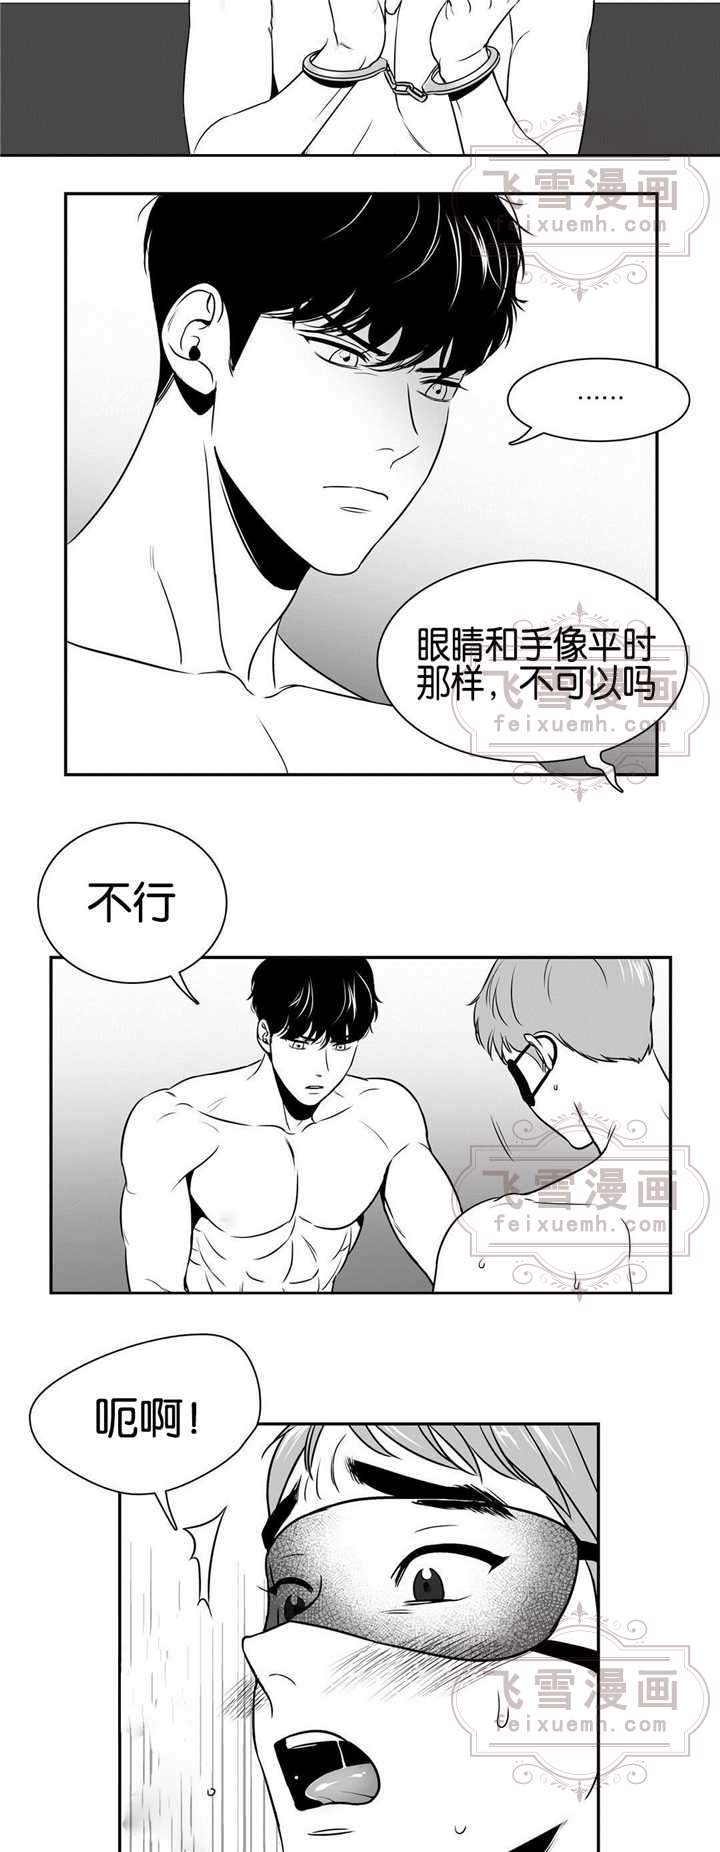 飞雪漫画
feixuemh.com
······
眼睛和手像平时
那样，不可以吗
飞雪漫画
feixuemh.com
不行
飞雪漫画
feixuemh.com
呃啊！
飞雪漫画
feixuemh.com